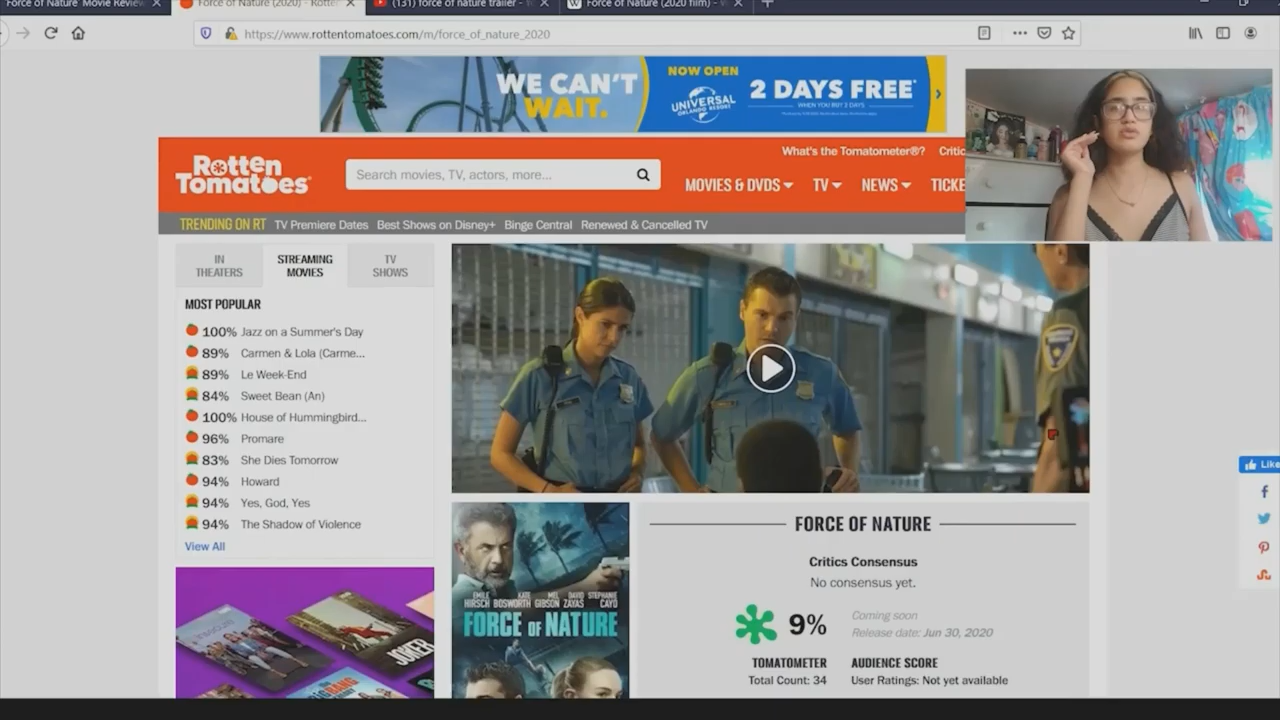 Force of Nature' Movie Review
Force of Nature (2020) - Rotten
(131) force of nature trailer -
Force of Nature (2020 film) -
https://www.rottentomatoes.com/m/force_of_nature_2020
WE CAN'T
WAIT.
NOW OPEN
UNIVERSAL
ORLANDO RESORT
2 DAYS FREE*
WHEN YOU BUY 2 DAYS
Rotten
Tomatoes
Search movies, TV, actors, more...
What's the Tomatometer®? Critic
MOVIES & DVDS TV NEWS TICKE
TRENDING ON RT TV Premiere Dates Best Shows on Disney+ Binge Central Renewed & Cancelled TV
IN THEATERS
STREAMING MOVIES
TV SHOWS
MOST POPULAR
100% Jazz on a Summer's Day
89% Carmen & Lola (Carme...
89% Le Week-End
84% Sweet Bean (An)
100% House of Hummingbird...
96% Promare
83% She Dies Tomorrow
94% Howard
94% Yes, God, Yes
94% The Shadow of Violence
View All
JOKER
EMILE HIRSCH KATE BOSWORTH MEL GIBSON DAVID ZAYAS STEPHANIE CAYO
FORCE OF NATURE
FORCE OF NATURE
Critics Consensus
No consensus yet.
9%
Coming soon
Release date: Jun 30, 2020
TOMATOMETER
Total Count: 34
AUDIENCE SCORE
User Ratings: Not yet available
Like